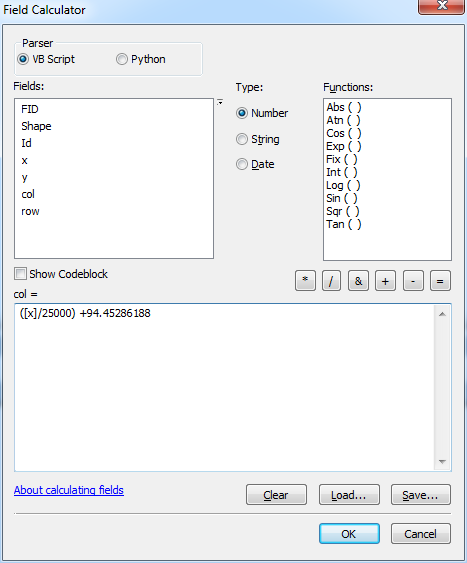 Field Calculator
Parser
VB Script
Python
Fields:
FID
Shape
Id
x
y
col
row
Type:
Number
String
Date
Functions:
Abs ( )
Atn ( )
Cos ( )
Exp ( )
Fix ( )
Int ( )
Log ( )
Sin ( )
Sqr ( )
Tan ( )
Show Codeblock
* / & + - =
col =
([x]/25000) +94.45286188
About calculating fields
Clear
Load...
Save...
OK
Cancel